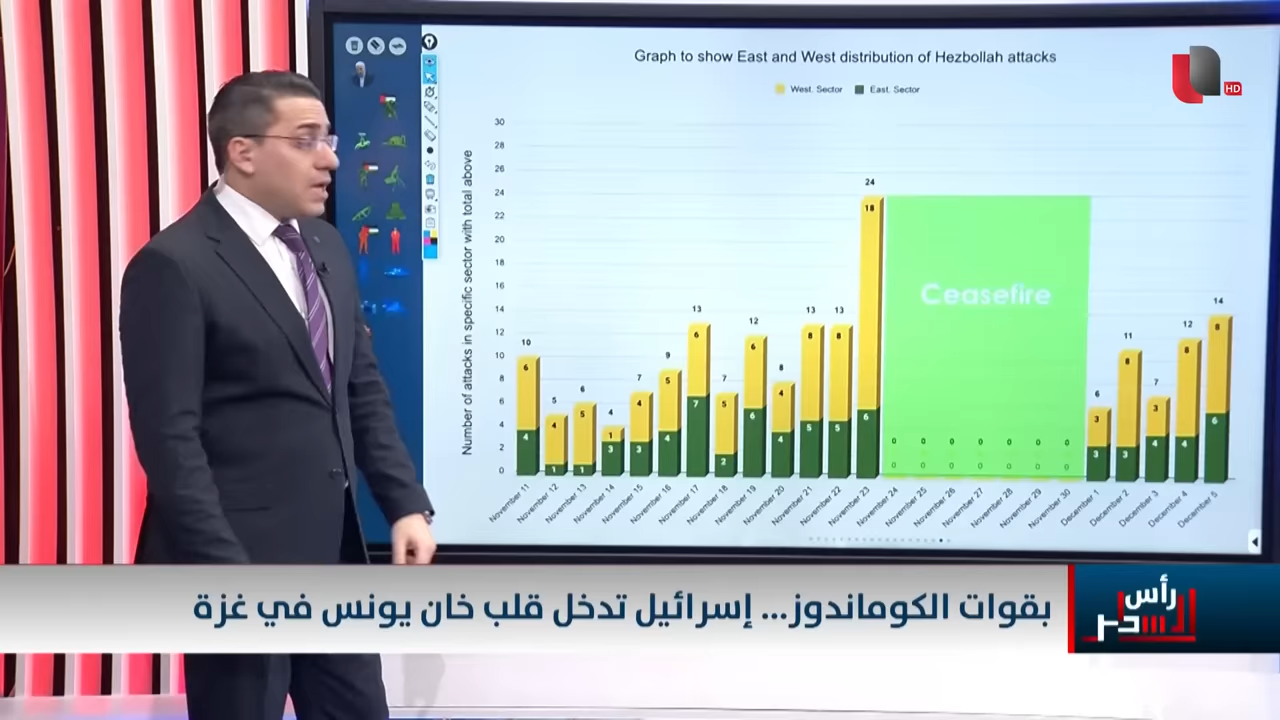 Graph to show East and West distribution of Hezbollah attacks
HD
West. Sector East. Sector
Number of attacks in specific sector with total above
30
28
26
24
22
20
18
16
14
12
10
8
6
4
2
0
10 5 6 4 7 9 13 7 12 8 13 13 24 6 11 7 12 14
6 4 5 1 4 5 6 5 6 4 8 8 18 0 0 0 0 0 0 0 3 8 3 8 8
4 1 1 3 3 4 7 2 6 4 5 5 6 0 0 0 0 0 0 0 3 3 4 4 6
Ceasefire
November 11 November 12 November 13 November 14 November 15 November 16 November 17 November 18 November 19 November 20 November 21 November 22 November 23 November 24 November 25 November 26 November 27 November 28 November 29 November 30 December 1 December 2 December 3 December 4 December 5
رأس
السطر
بقوات الكوماندوز... إسرائيل تدخل قلب خان يونس في غزة